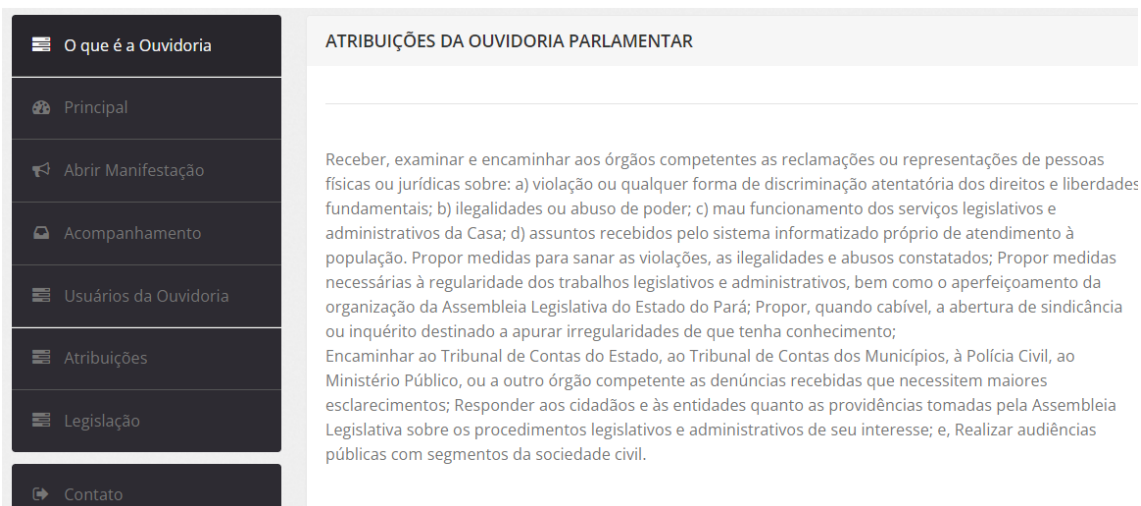 O que é a Ouvidoria
Principal
Abrir Manifestação
Acompanhamento
Usuários da Ouvidoria
Atribuições
Legislação
Contato
ATRIBUIÇÕES DA OUVIDORIA PARLAMENTAR
Receber, examinar e encaminhar aos órgãos competentes as reclamações ou representações de pessoas
físicas ou jurídicas sobre: a) violação ou qualquer forma de discriminação atentatória dos direitos e liberdades
fundamentais; b) ilegalidades ou abuso de poder; c) mau funcionamento dos serviços legislativos e
administrativos da Casa; d) assuntos recebidos pelo sistema informatizado próprio de atendimento à
população. Propor medidas para sanar as violações, as ilegalidades e abusos constatados; Propor medidas
necessárias à regularidade dos trabalhos legislativos e administrativos, bem como o aperfeiçoamento da
organização da Assembleia Legislativa do Estado do Pará; Propor, quando cabível, a abertura de sindicância
ou inquérito destinado a apurar irregularidades de que tenha conhecimento;
Encaminhar ao Tribunal de Contas do Estado, ao Tribunal de Contas dos Municípios, à Polícia Civil, ao
Ministério Público, ou a outro órgão competente as denúncias recebidas que necessitem maiores
esclarecimentos; Responder aos cidadãos e às entidades quanto as providências tomadas pela Assembleia
Legislativa sobre os procedimentos legislativos e administrativos de seu interesse; e, Realizar audiências
públicas com segmentos da sociedade civil.